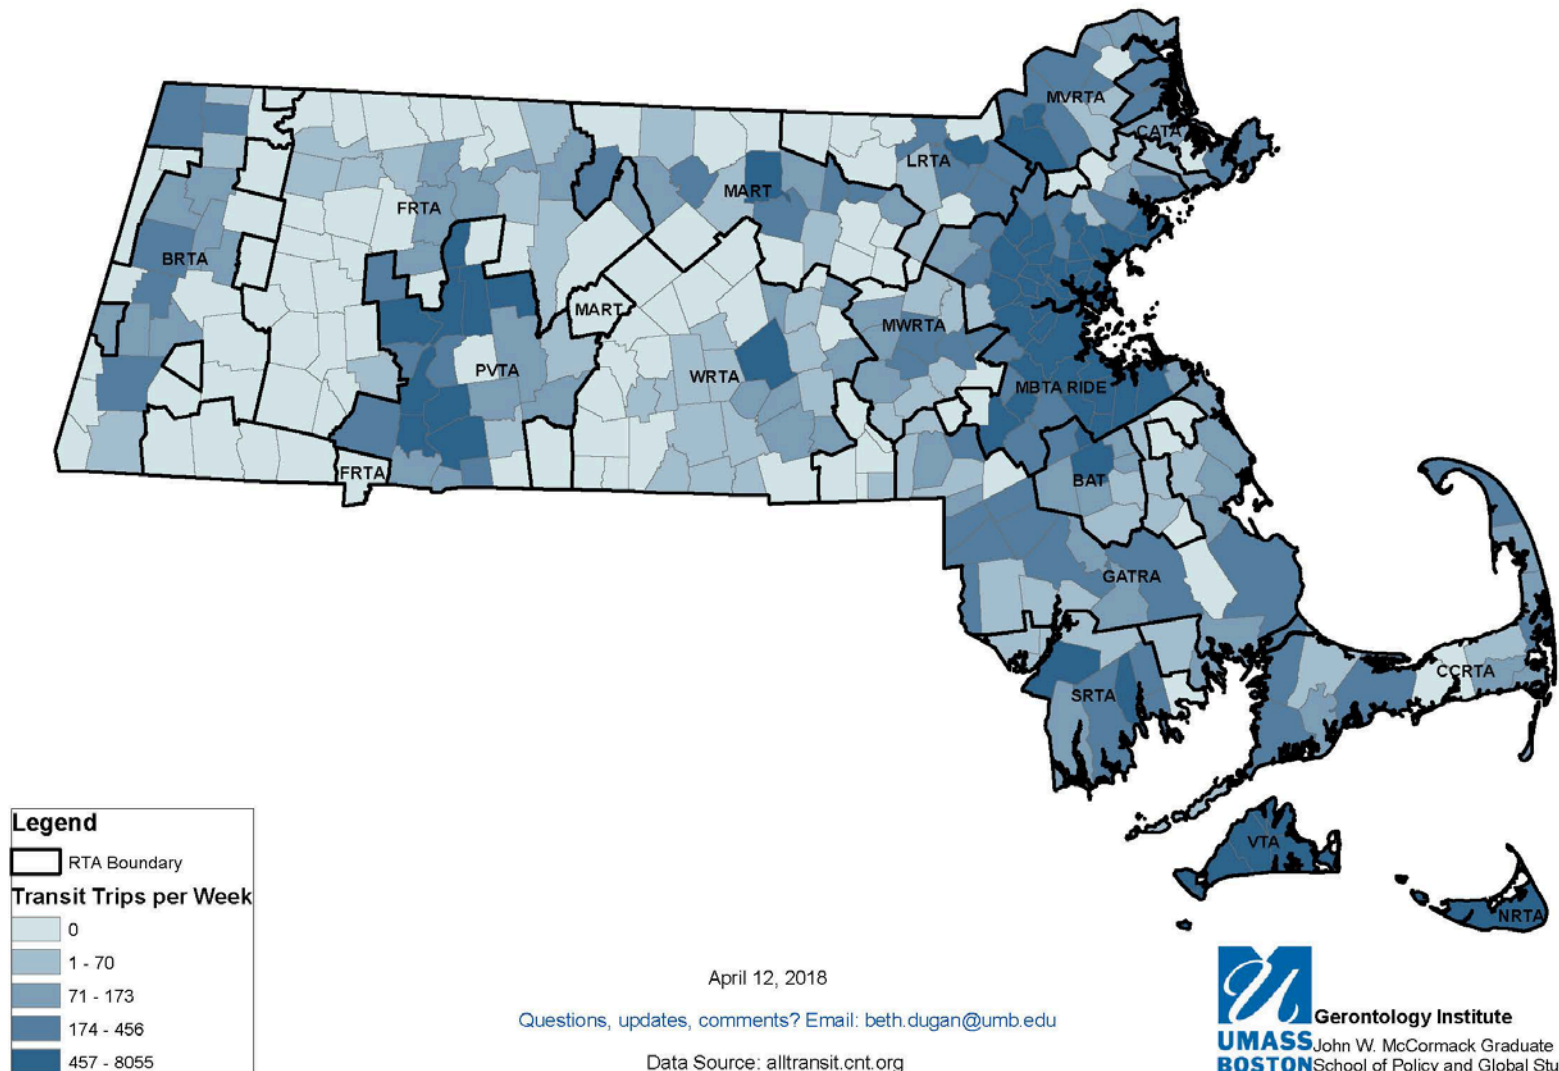 MVRTA
CATA
LRTA
MART
FRTA
BRTA
MART
MWRTA
PVTA
WRTA
MBTA RIDE
FRTA
BAT
GATRA
CCRTA
SRTA
VTA
NRTA
Legend
RTA Boundary
Transit Trips per Week
0
1 - 70
71 - 173
174 - 456
457 - 8055
April 12, 2018
Questions, updates, comments? Email: beth.dugan@umb.edu
Data Source: alltransit.cnt.org
UMASS
BOSTON
Gerontology Institute
John W. McCormack Graduate
School of Policy and Global Stu